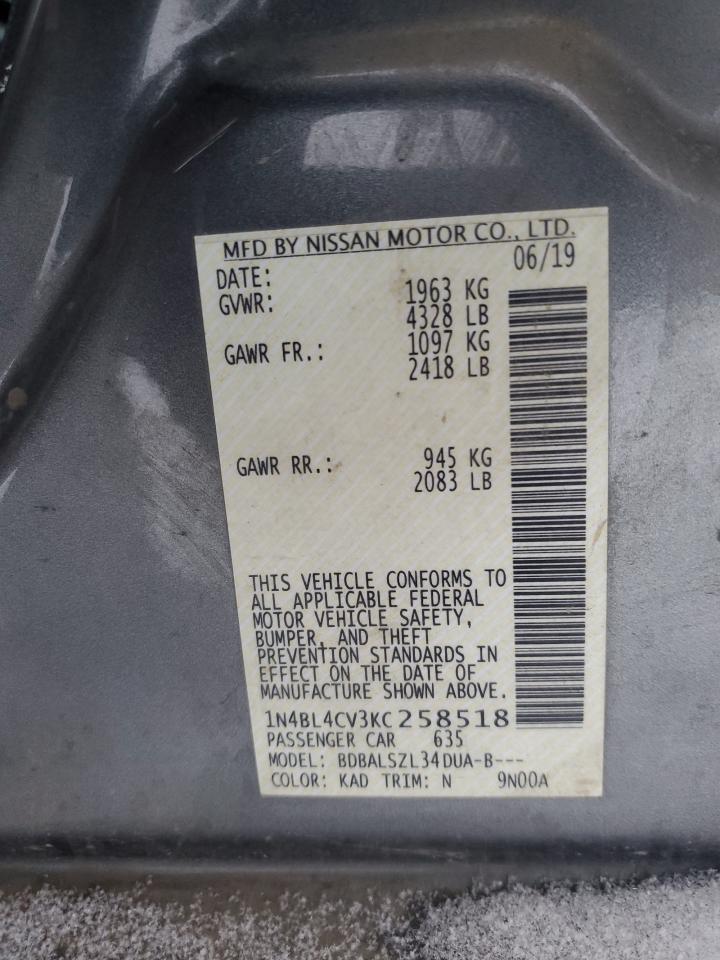 MFD BY NISSAN MOTOR CO., LTD.
DATE: 06/19
GVWR: 1963 KG
4328 LB
GAWR FR.: 1097 KG
2418 LB
GAWR RR.: 945 KG
2083 LB
THIS VEHICLE CONFORMS TO
ALL APPLICABLE FEDERAL
MOTOR VEHICLE SAFETY,
BUMPER, AND THEFT
PREVENTION STANDARDS IN
EFFECT ON THE DATE OF
MANUFACTURE SHOWN ABOVE.
1N4BL4CV3KC258518
PASSENGER CAR 635
MODEL: BDBALSZL34DUA-B---
COLOR: KAD TRIM: N 9N00A